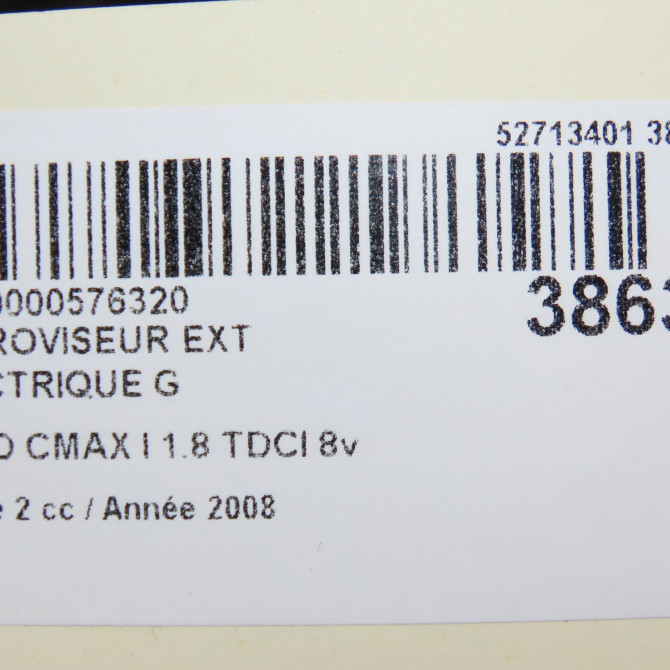 52713401 38
0000576320
3863
ROVISEUR EXT
CTRIQUE G
D CMAX I 1.8 TDCI 8v
e 2 cc / Année 2008